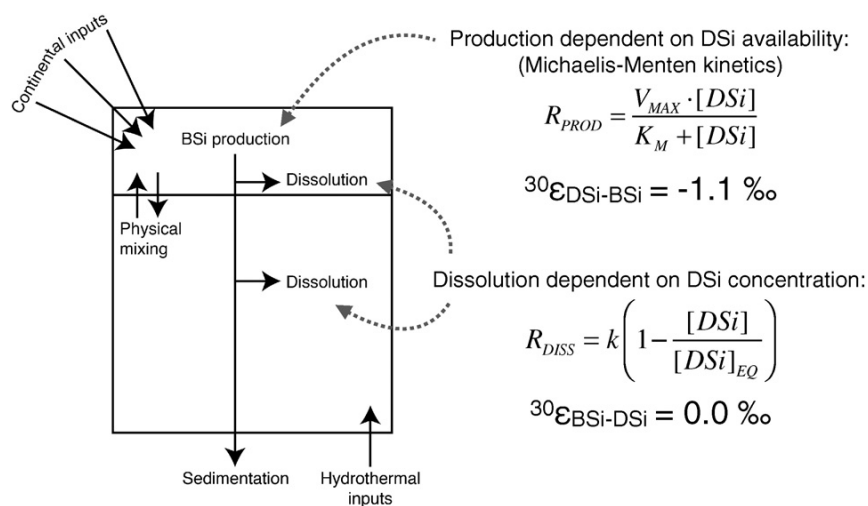 Continental inputs
BSi production
Dissolution
Physical
mixing
Dissolution
Sedimentation
Hydrothermal
inputs
Production dependent on DSi availability:
(Michaelis-Menten kinetics)
R_PROD = V_MAX · [DSi] / K_M + [DSi]
³⁰εDSi-BSi = -1.1 ‰
Dissolution dependent on DSi concentration:
R_DISS = k(1 − [DSi] / [DSi]_EQ)
³⁰εBSi-DSi = 0.0 ‰